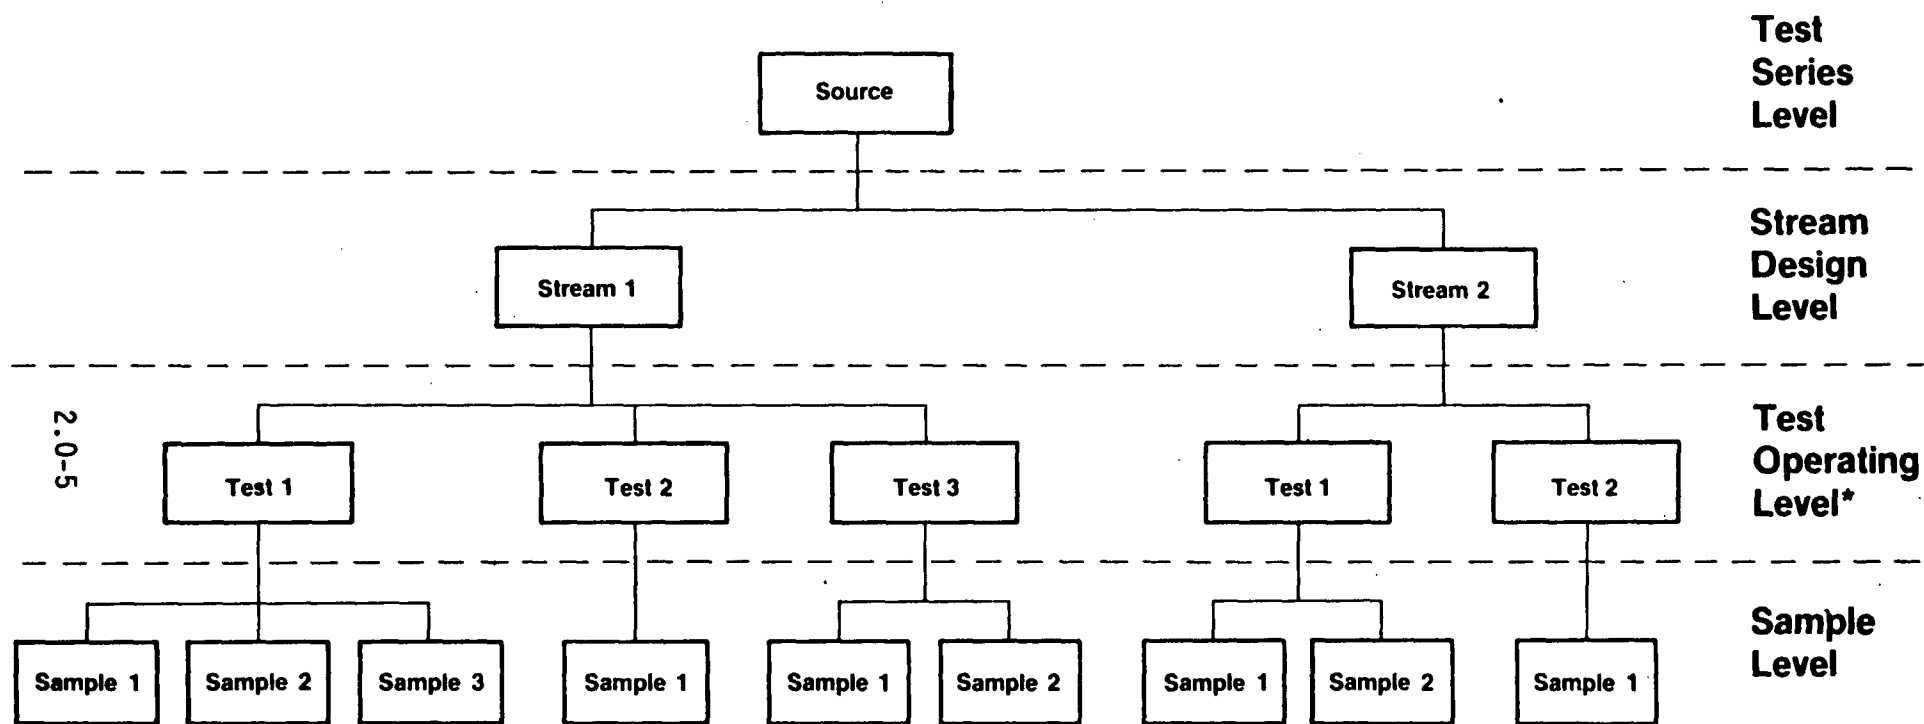 Test
Series
Level
Source
Stream
Design
Level
Stream 1
Stream 2
Test
Operating
Level*
2.0-5
Test 1
Test 2
Test 3
Test 1
Test 2
Sample
Level
Sample 1
Sample 2
Sample 3
Sample 1
Sample 1
Sample 2
Sample 1
Sample 2
Sample 1